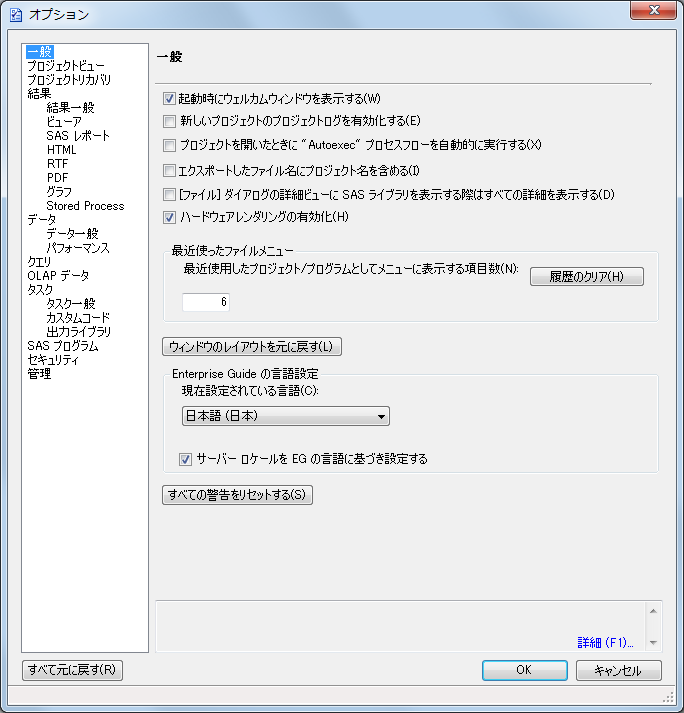 オプション
一般
プロジェクトビュー
プロジェクトリカバリ
結果
結果一般
ビューア
SAS レポート
HTML
RTF
PDF
グラフ
Stored Process
データ
データ一般
パフォーマンス
クエリ
OLAP データ
タスク
タスク一般
カスタムコード
出力ライブラリ
SAS プログラム
セキュリティ
管理
一般
起動時にウェルカムウィンドウを表示する(W)
新しいプロジェクトのプロジェクトログを有効化する(E)
プロジェクトを開いたときに "Autoexec" プロセスフローを自動的に実行する(X)
エクスポートしたファイル名にプロジェクト名を含める(I)
[ファイル] ダイアログの詳細ビューに SAS ライブラリを表示する際はすべての詳細を表示する(D)
ハードウェアレンダリングの有効化(H)
最近使ったファイルメニュー
最近使用したプロジェクト/プログラムとしてメニューに表示する項目数(N):
履歴のクリア(H)
6
ウィンドウのレイアウトを元に戻す(L)
Enterprise Guide の言語設定
現在設定されている言語(C):
日本語 (日本)
サーバー ロケールを EG の言語に基づき設定する
すべての警告をリセットする(S)
詳細 (F1)...
すべて元に戻す(R)
OK
キャンセル